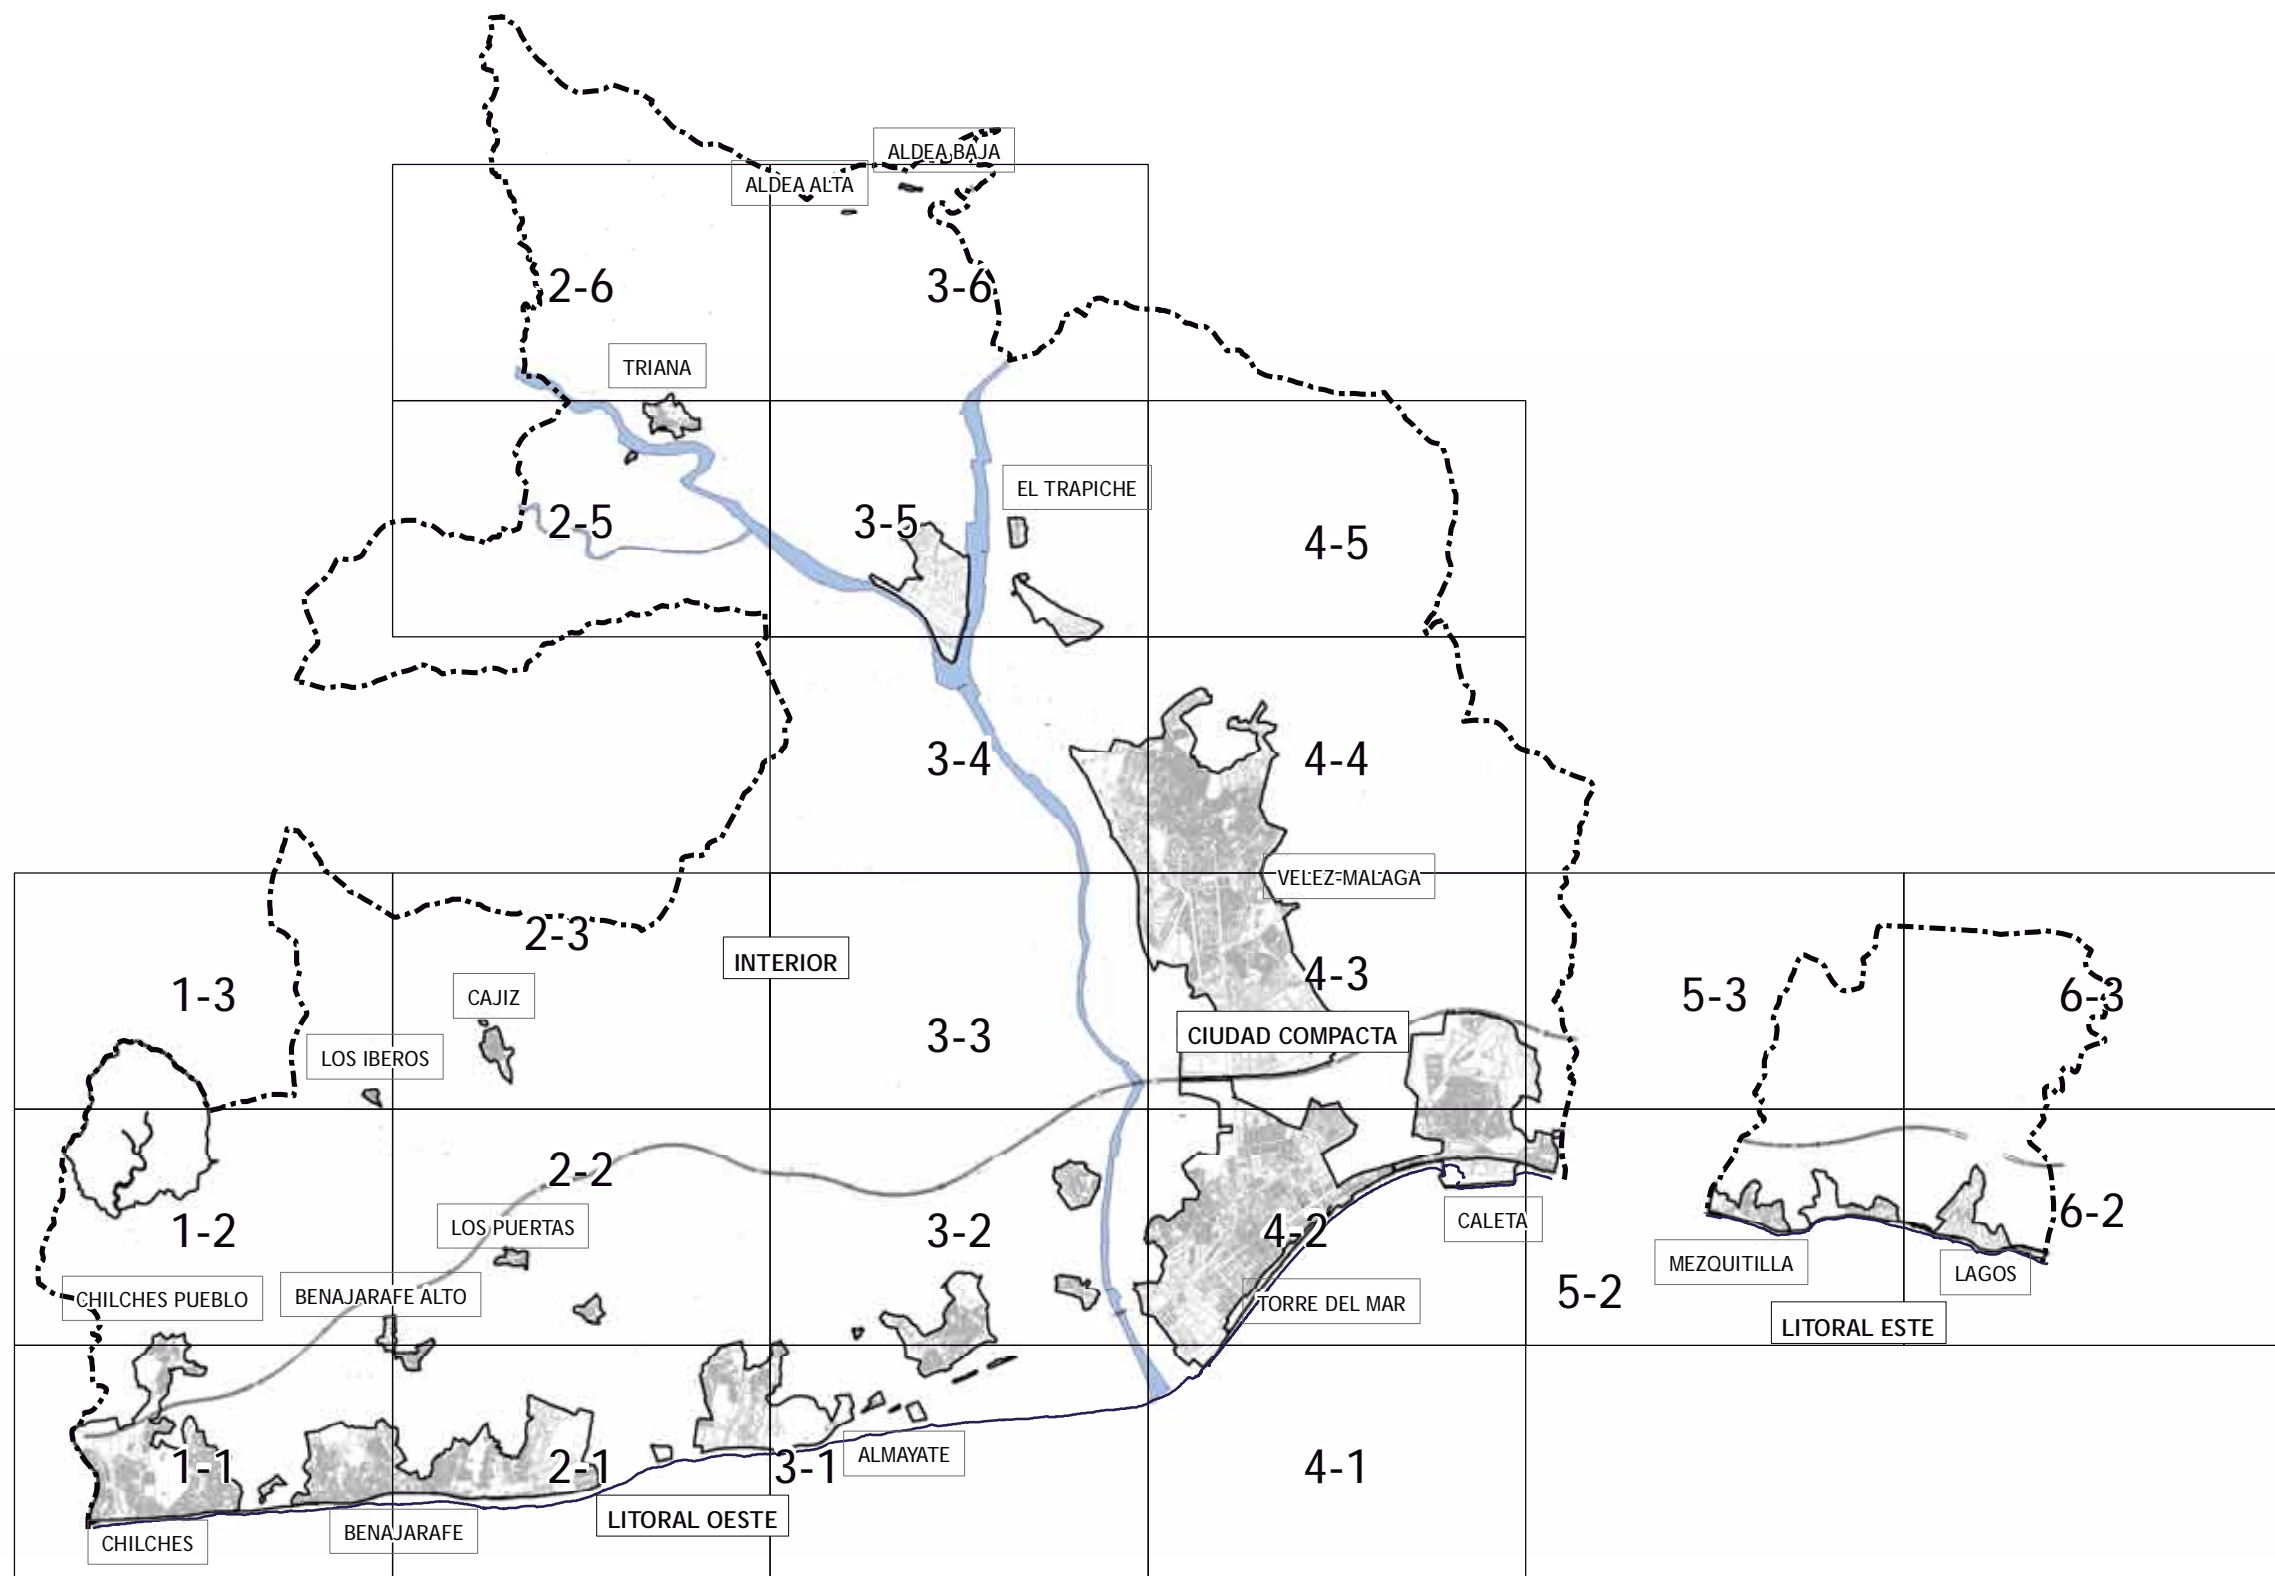 ALDEA BAJA
ALDEA ALTA
2-6
3-6
TRIANA
EL TRAPICHE
2-5
3-5
4-5
3-4
4-4
VELEZ-MALAGA
2-3
INTERIOR
4-3
1-3
CAJIZ
5-3
6-3
3-3
CIUDAD COMPACTA
LOS IBEROS
2-2
1-2
LOS PUERTAS
3-2
4-2
CALETA
6-2
MEZQUITILLA
LAGOS
CHILCHES PUEBLO
BENAJARAFE ALTO
TORRE DEL MAR
5-2
LITORAL ESTE
1-1
2-1
3-1
ALMAYATE
4-1
LITORAL OESTE
BENAJARAFE
CHILCHES